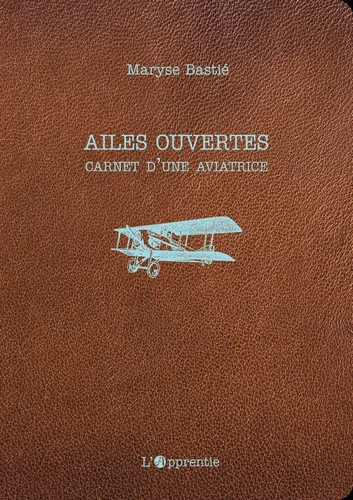 Maryse Bastié
AILES OUVERTES
CARNET D'UNE AVIATRICE
L'Apprentie